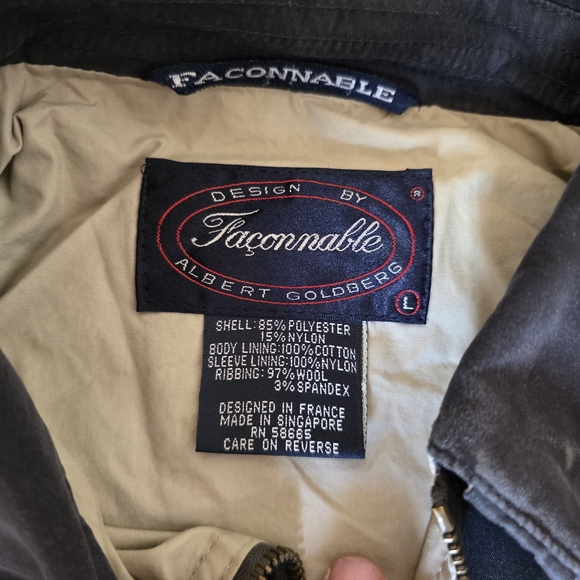 FACONNABLE
DESIGN BY
®
Façonnable
ALBERT GOLDBERG
L
SHELL: 85% POLYESTER
15% NYLON
BODY LINING: 100% COTTON
SLEEVE LINING: 100% NYLON
RIBBING: 97% WOOL
3% SPANDEX
DESIGNED IN FRANCE
MADE IN SINGAPORE
RN 58665
CARE ON REVERSE